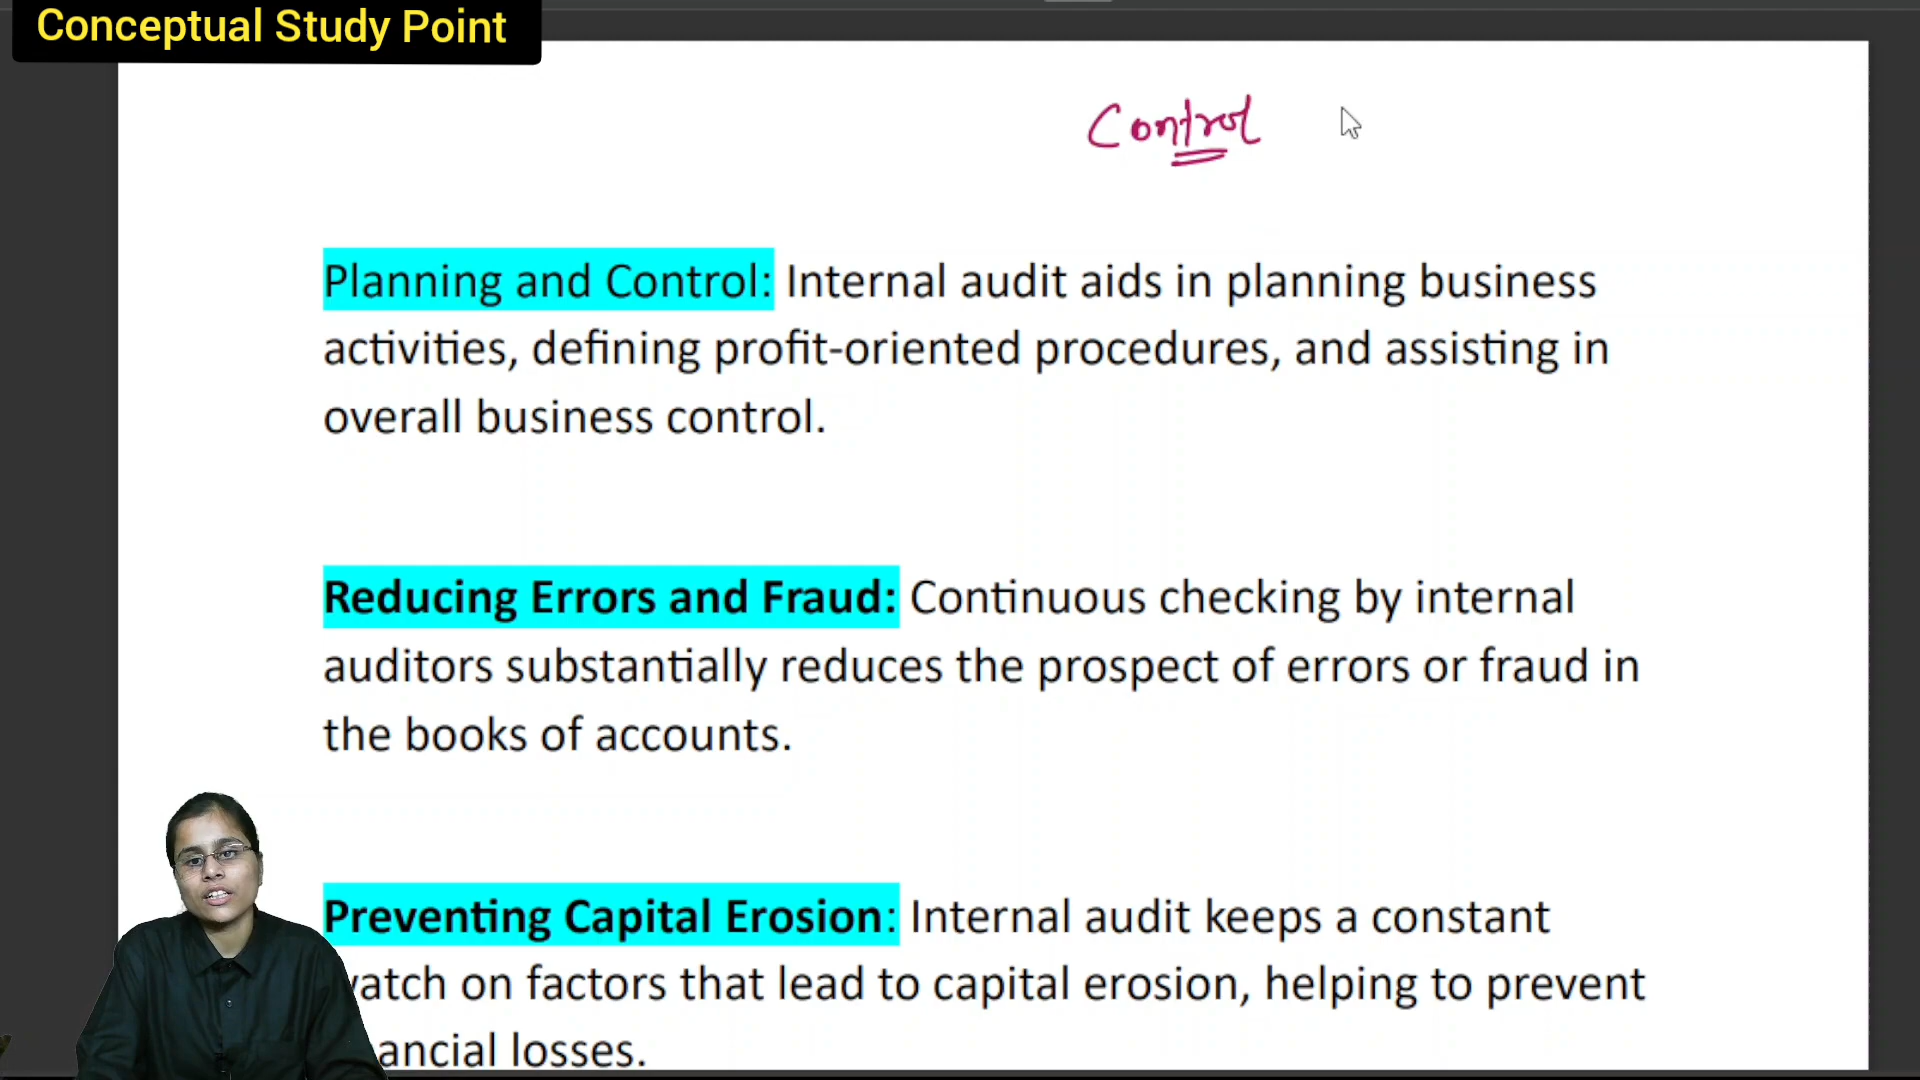 Conceptual Study Point
Control
Planning and Control: Internal audit aids in planning business
activities, defining profit-oriented procedures, and assisting in
overall business control.
Reducing Errors and Fraud: Continuous checking by internal
auditors substantially reduces the prospect of errors or fraud in
the books of accounts.
Preventing Capital Erosion: Internal audit keeps a constant
watch on factors that lead to capital erosion, helping to prevent
ancial losses.